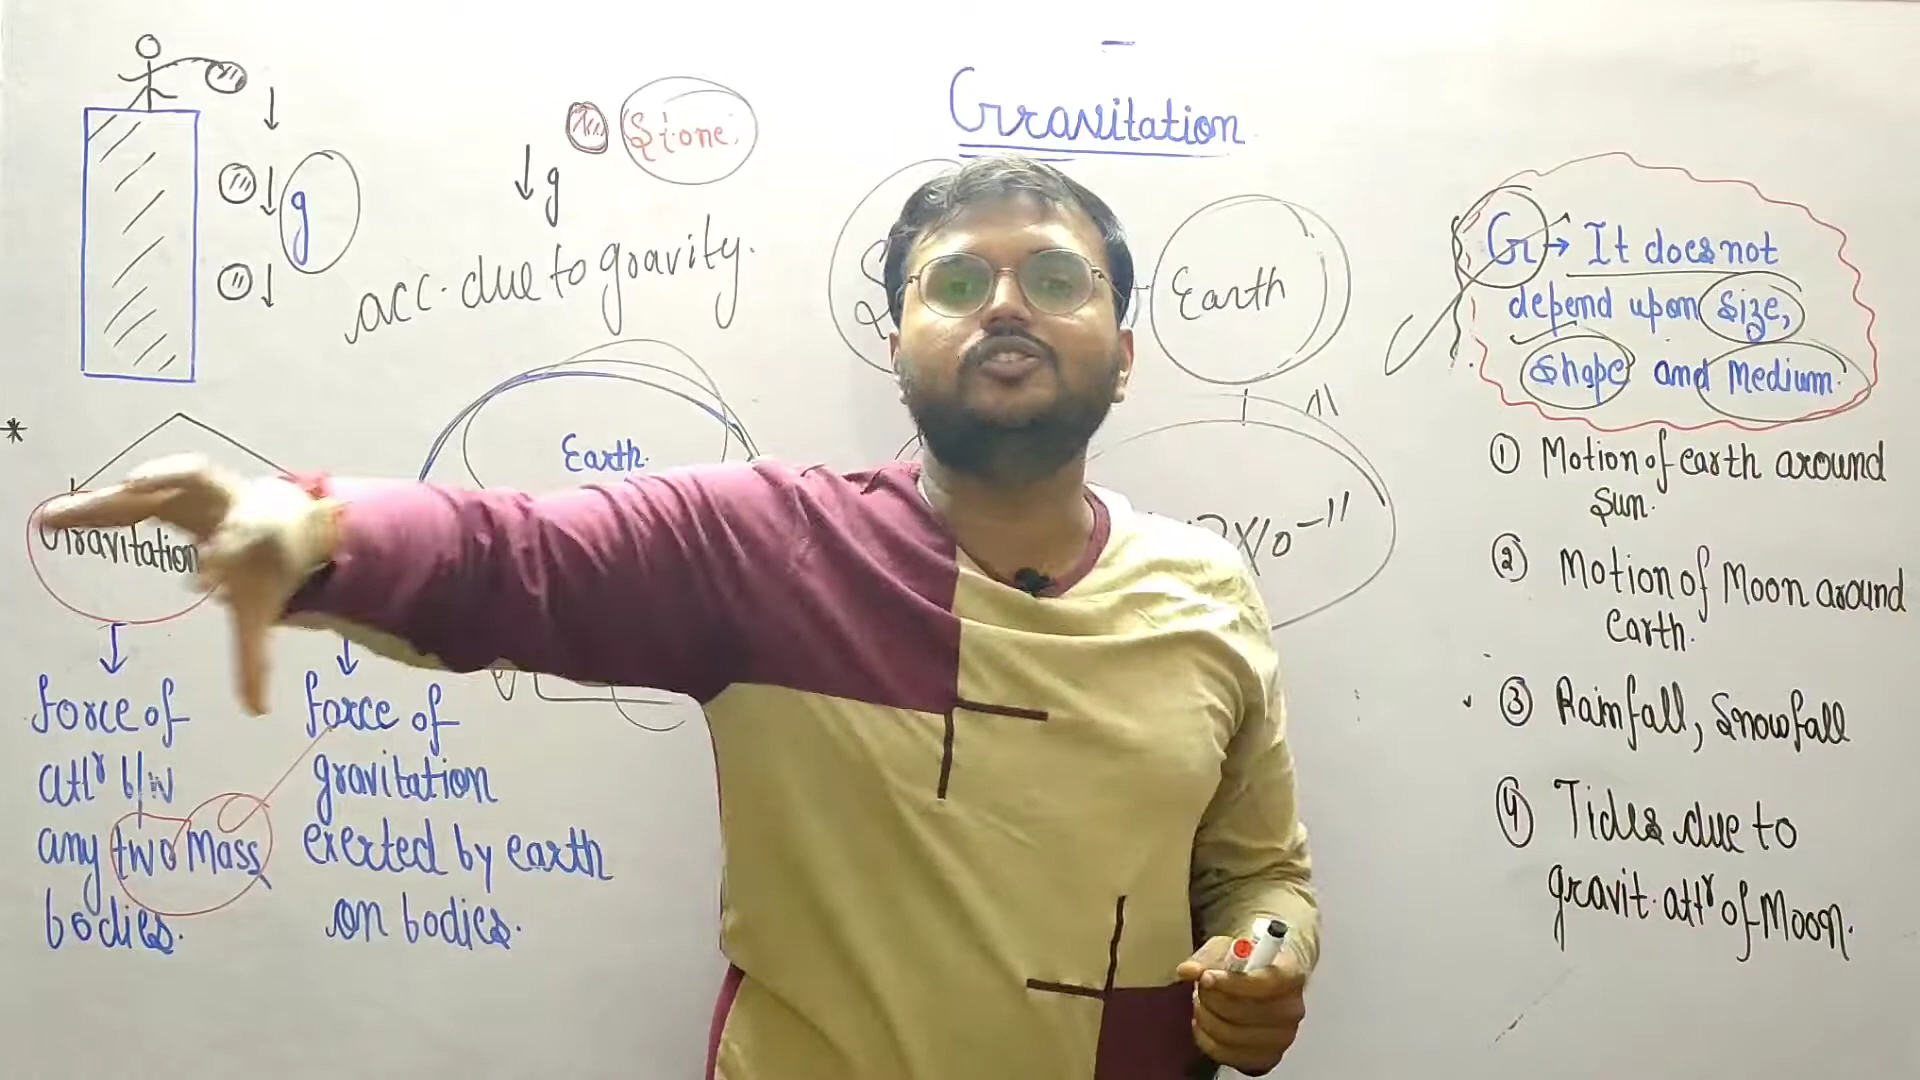 Gravitation
Stone
g
g
acc. due to gravity.
Earth
Earth
G → It does not
depend upon size,
shape and Medium.
① Motion of earth around
Sun.
② Motion of Moon around
earth.
③ Rainfall, Snowfall
④ Tides due to
gravit. attr of Moon.
*
Gravitation
force of
attr b/w
any two Mass
bodies.
force of
gravitation
exerted by earth
on bodies.
X10-11